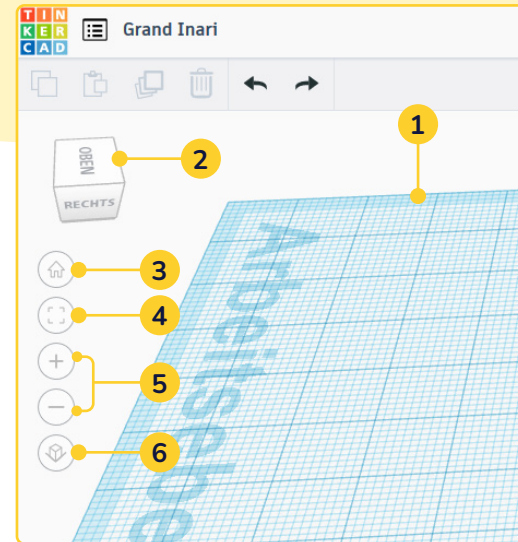 TIN
KER
CAD
Grand Inari
1
OBEN
2
RECHTS
3
4
5
6
Arbeitsebe